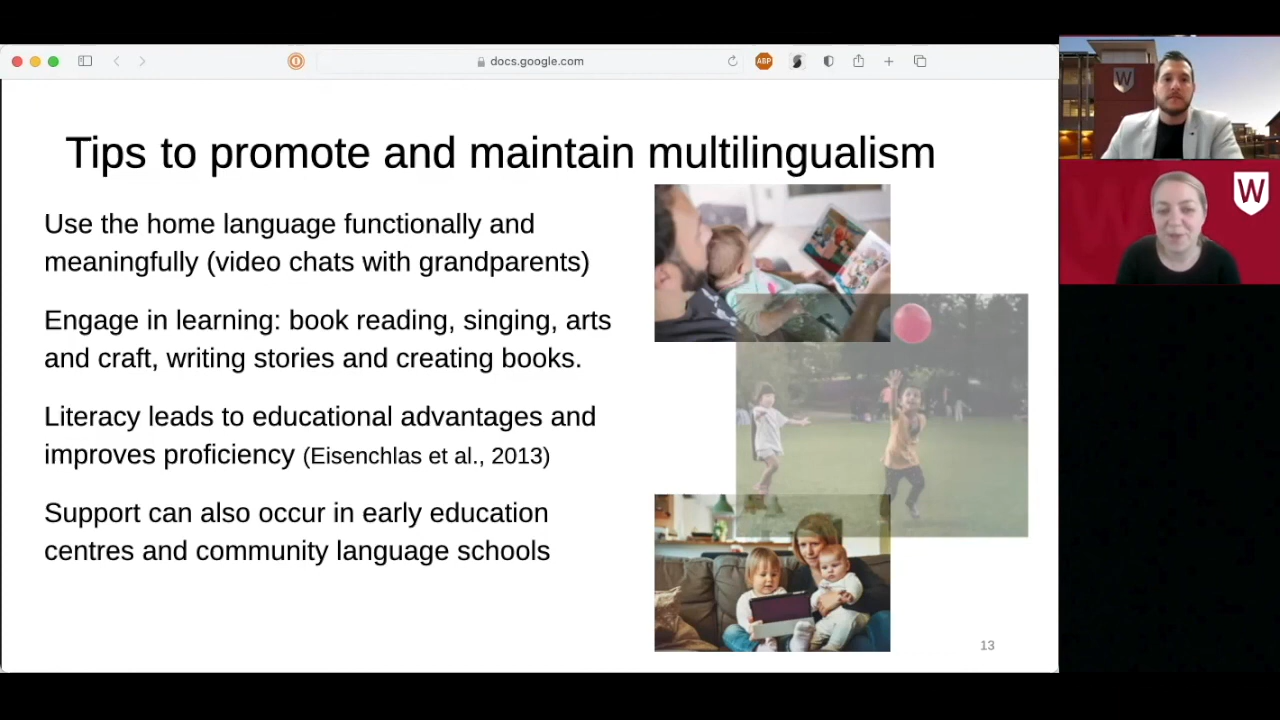 docs.google.com
ABP
Tips to promote and maintain multilingualism
Use the home language functionally and
meaningfully (video chats with grandparents)
Engage in learning: book reading, singing, arts
and craft, writing stories and creating books.
Literacy leads to educational advantages and
improves proficiency (Eisenchlas et al., 2013)
Support can also occur in early education
centres and community language schools
13
W
W